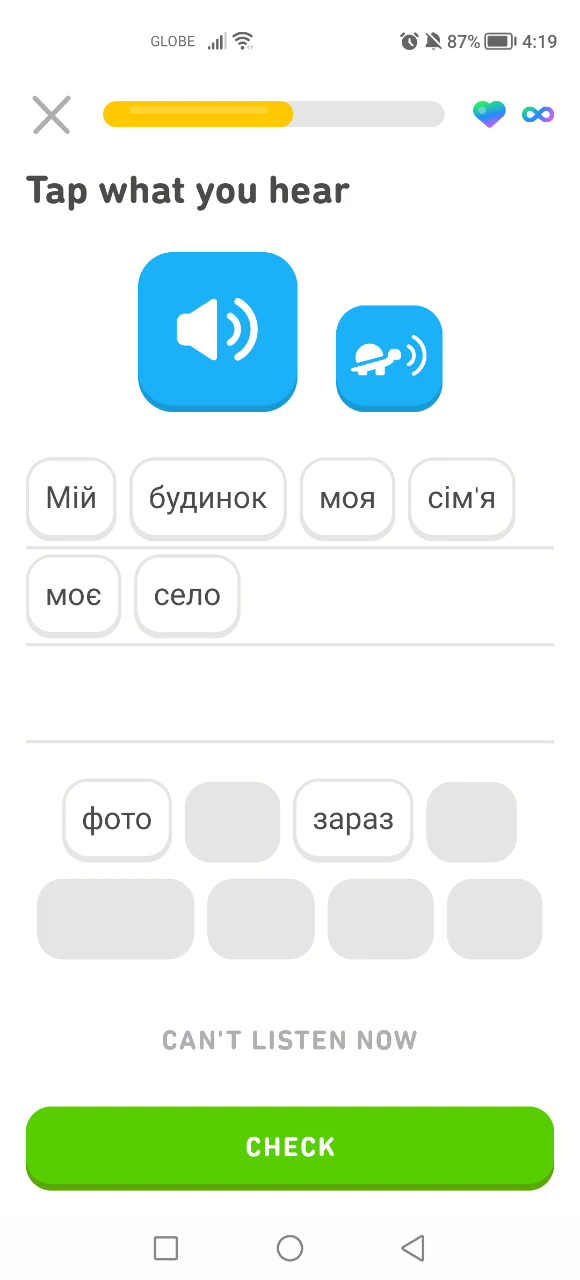 GLOBE 87% 4:19
Tap what you hear
Мій будинок моя сім'я
моє село
фото зараз
CAN'T LISTEN NOW
CHECK